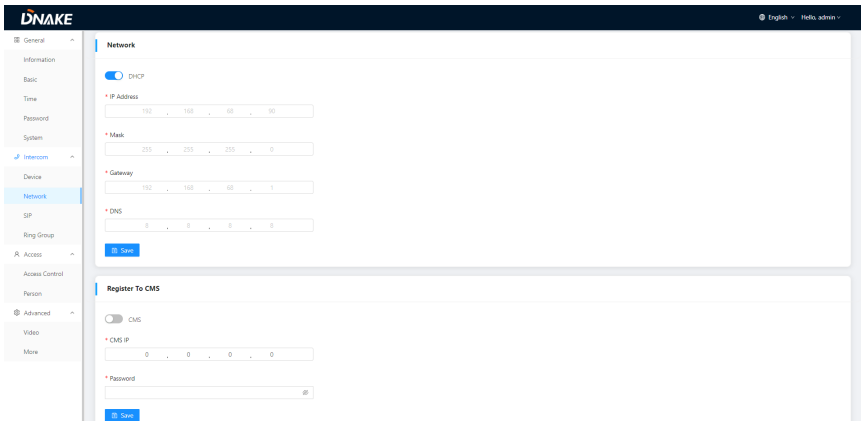 DNAKE
English
Hello, admin
General
Information
Basic
Time
Password
System
Intercom
Device
Network
SIP
Ring Group
Access
Access Control
Person
Advanced
Video
More
Network
DHCP
* IP Address
192 . 168 . 68 . 90
* Mask
255 . 255 . 255 . 0
* Gateway
192 . 168 . 68 . 1
* DNS
8 . 8 . 8 . 8
Save
Register To CMS
CMS
* CMS IP
0 . 0 . 0 . 0
* Password
Save